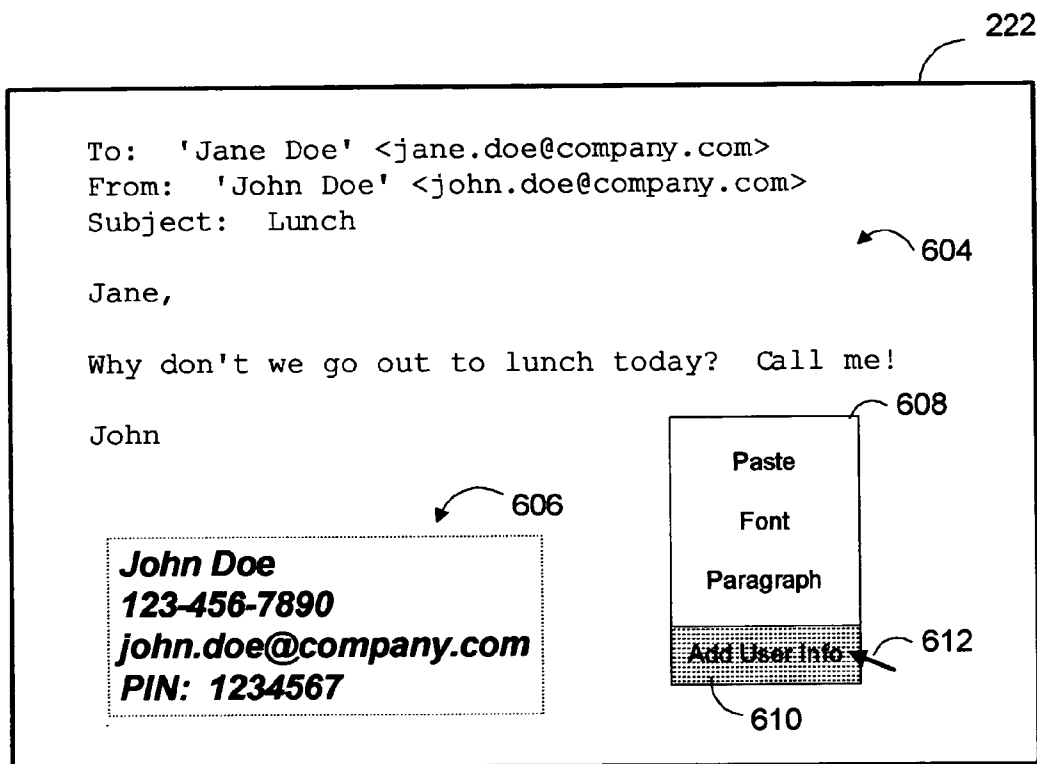 222
To: 'Jane Doe' <jane.doe@company.com>
From: 'John Doe' <john.doe@company.com>
Subject: Lunch
604
Jane,
Why don't we go out to lunch today? Call me!
John
608
Paste
Font
Paragraph
Add User Info
612
610
606
John Doe
123-456-7890
john.doe@company.com
PIN: 1234567